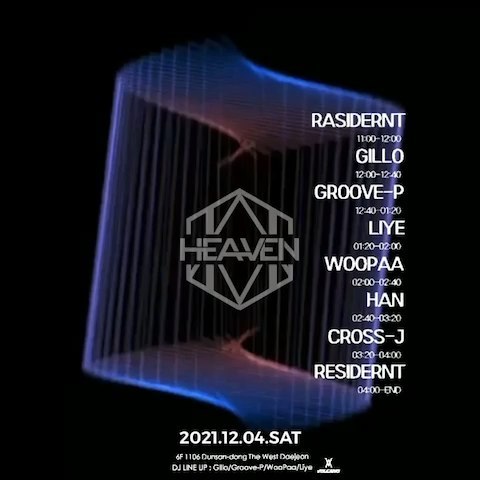 RASIDERNT
11:00-12:00
GILLO
12:00-12:40
GROOVE-P
12:40-01:20
LIYE
01:20-02:00
HEAVEN
WOOPAA
02:00-02:40
HAN
02:40-03:20
CROSS-J
03:20-04:00
RESIDERNT
04:00-END
2021.12.04.SAT
6F 1106 Dunsan-dong The West Daejeon
DJ LINE UP : Gillo/Groove-P/WooPaa/Liye